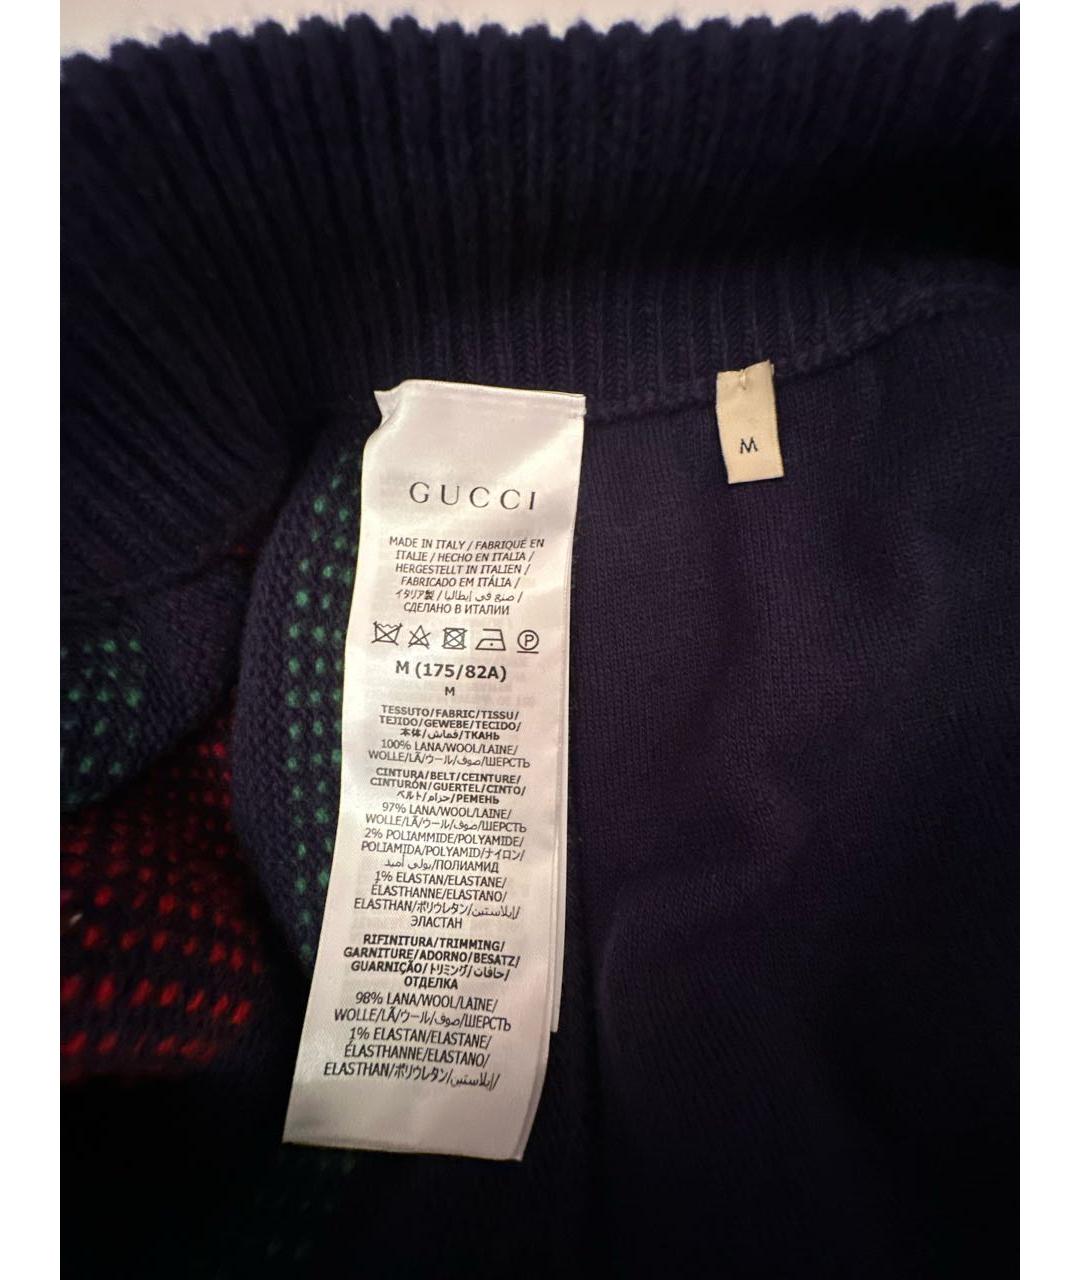 M
GUCCI
MADE IN ITALY / FABRIQUÉ EN
ITALIE / HECHO EN ITALIA /
HERGESTELLT IN ITALIEN /
FABRICADO EM ITÁLIA /
イタリア製 / صنع في إيطاليا /
СДЕЛАНО В ИТАЛИИ
P
M (175/82A)
M
TESSUTO/FABRIC/TISSU/
TEJIDO/GEWEBE/TECIDO/
本体/قماش/ТКАНЬ
100% LANA/WOOL/LAINE/
WOLLE/LÃ/ウール/صوف/ШЕРСТЬ
CINTURA/BELT/CEINTURE/
CINTURÓN/GUERTEL/CINTO/
ベルト/حزام/РЕМЕНЬ
97% LANA/WOOL/LAINE/
WOLLE/LÃ/ウール/صوف/ШЕРСТЬ
2% POLIAMMIDE/POLYAMIDE/
POLIAMIDA/POLYAMID/ナイロン/
بولي أميد/ПОЛИАМИД
1% ELASTAN/ELASTANE/
ÉLASTHANNE/ELASTANO/
ELASTHAN/ポリウレタン/إيلاستين/
ЭЛАСТАН
RIFINITURA/TRIMMING/
GARNITURE/ADORNO/BESATZ/
GUARNIÇÃO/トリミング/حافات/
ОТДЕЛКА
98% LANA/WOOL/LAINE/
WOLLE/LÃ/ウール/صوف/ШЕРСТЬ
1% ELASTAN/ELASTANE/
ÉLASTHANNE/ELASTANO/
ELASTHAN/ポリウレタン/إيلاستين/